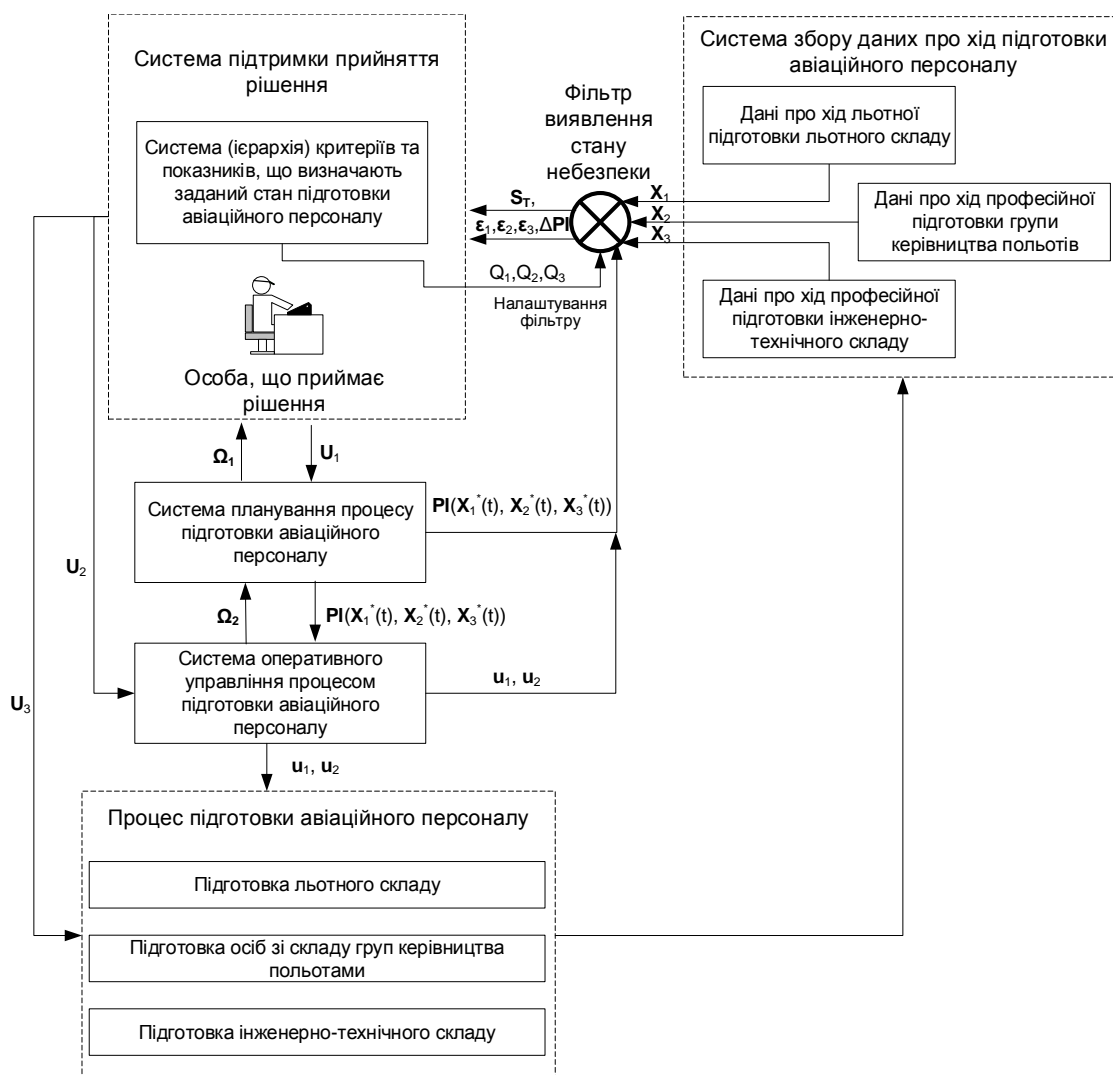 Система підтримки прийняття
рішення
Система (ієрархія) критеріїв та
показників, що визначають
заданий стан підготовки
авіаційного персоналу
Особа, що приймає
рішення
Фільтр
виявлення
стану
небезпеки
S_T,
ε₁,ε₂,ε₃,ΔPI
Q₁,Q₂,Q₃
Налаштування
фільтру
X₁
X₂
X₃
Система збору даних про хід підготовки
авіаційного персоналу
Дані про хід льотної
підготовки льотного складу
Дані про хід професійної
підготовки групи
керівництва польотів
Дані про хід професійної
підготовки інженерно-
технічного складу
Ω₁
U₁
Система планування процесу
підготовки авіаційного
персоналу
PI(X₁*(t), X₂*(t), X₃*(t))
U₂
Ω₂
PI(X₁*(t), X₂*(t), X₃*(t))
Система оперативного
управління процесом
підготовки авіаційного
персоналу
u₁, u₂
U₃
u₁, u₂
Процес підготовки авіаційного персоналу
Підготовка льотного складу
Підготовка осіб зі складу груп керівництва
польотами
Підготовка інженерно-технічного складу